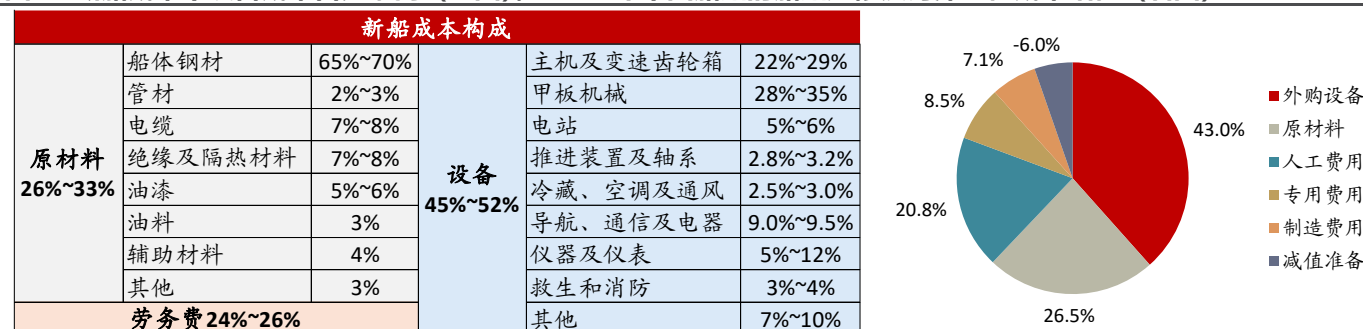 新船成本构成
原材料
26%~33%
船体钢材 65%~70%
管材 2%~3%
电缆 7%~8%
绝缘及隔热材料 7%~8%
油漆 5%~6%
油料 3%
辅助材料 4%
其他 3%
劳务费24%~26%
设备
45%~52%
主机及变速齿轮箱 22%~29%
甲板机械 28%~35%
电站 5%~6%
推进装置及轴系 2.8%~3.2%
冷藏、空调及通风 2.5%~3.0%
导航、通信及电器 9.0%~9.5%
仪器及仪表 5%~12%
救生和消防 3%~4%
其他 7%~10%
-6.0%
7.1%
8.5%
43.0%
20.8%
26.5%
外购设备
原材料
人工费用
专用费用
制造费用
减值准备